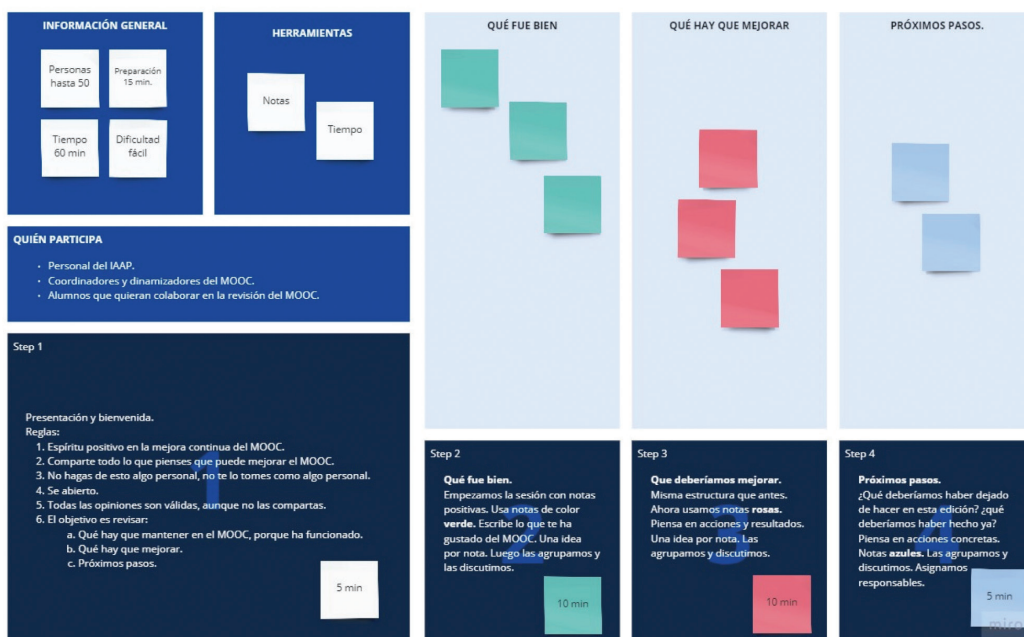 INFORMACIÓN GENERAL
Personas
hasta 50
Preparación
15 min.
Tiempo
60 min
Dificultad
fácil
HERRAMIENTAS
Notas
Tiempo
QUIÉN PARTICIPA
· Personal del IAAP.
· Coordinadores y dinamizadores del MOOC.
· Alumnos que quieran colaborar en la revisión del MOOC.
QUÉ FUE BIEN
QUÉ HAY QUE MEJORAR
PRÓXIMOS PASOS.
Step 1
Presentación y bienvenida.
Reglas:
1. Espíritu positivo en la mejora continua del MOOC.
2. Comparte todo lo que pienses que puede mejorar el MOOC.
3. No hagas de esto algo personal, no te lo tomes como algo personal.
4. Se abierto.
5. Todas las opiniones son válidas, aunque no las compartas.
6. El objetivo es revisar:
a. Qué hay que mantener en el MOOC, porque ha funcionado.
b. Qué hay que mejorar.
c. Próximos pasos.
1
5 min
Step 2
Qué fue bien.
Empezamos la sesión con notas
positivas. Usa notas de color
verde. Escribe lo que te ha
gustado del MOOC. Una idea
por nota. Luego las agrupamos y
las discutimos.
2
10 min
Step 3
Que deberíamos mejorar.
Misma estructura que antes.
Ahora usamos notas rosas.
Piensa en acciones y resultados.
Una idea por nota. Las
agrupamos y discutimos.
3
10 min
Step 4
Próximos pasos.
¿Qué deberíamos haber dejado
de hacer en esta edición? ¿qué
deberíamos haber hecho ya?
Piensa en acciones concretas.
Notas azules. Las agrupamos y
discutimos. Asignamos
responsables.
4
5 min
miro